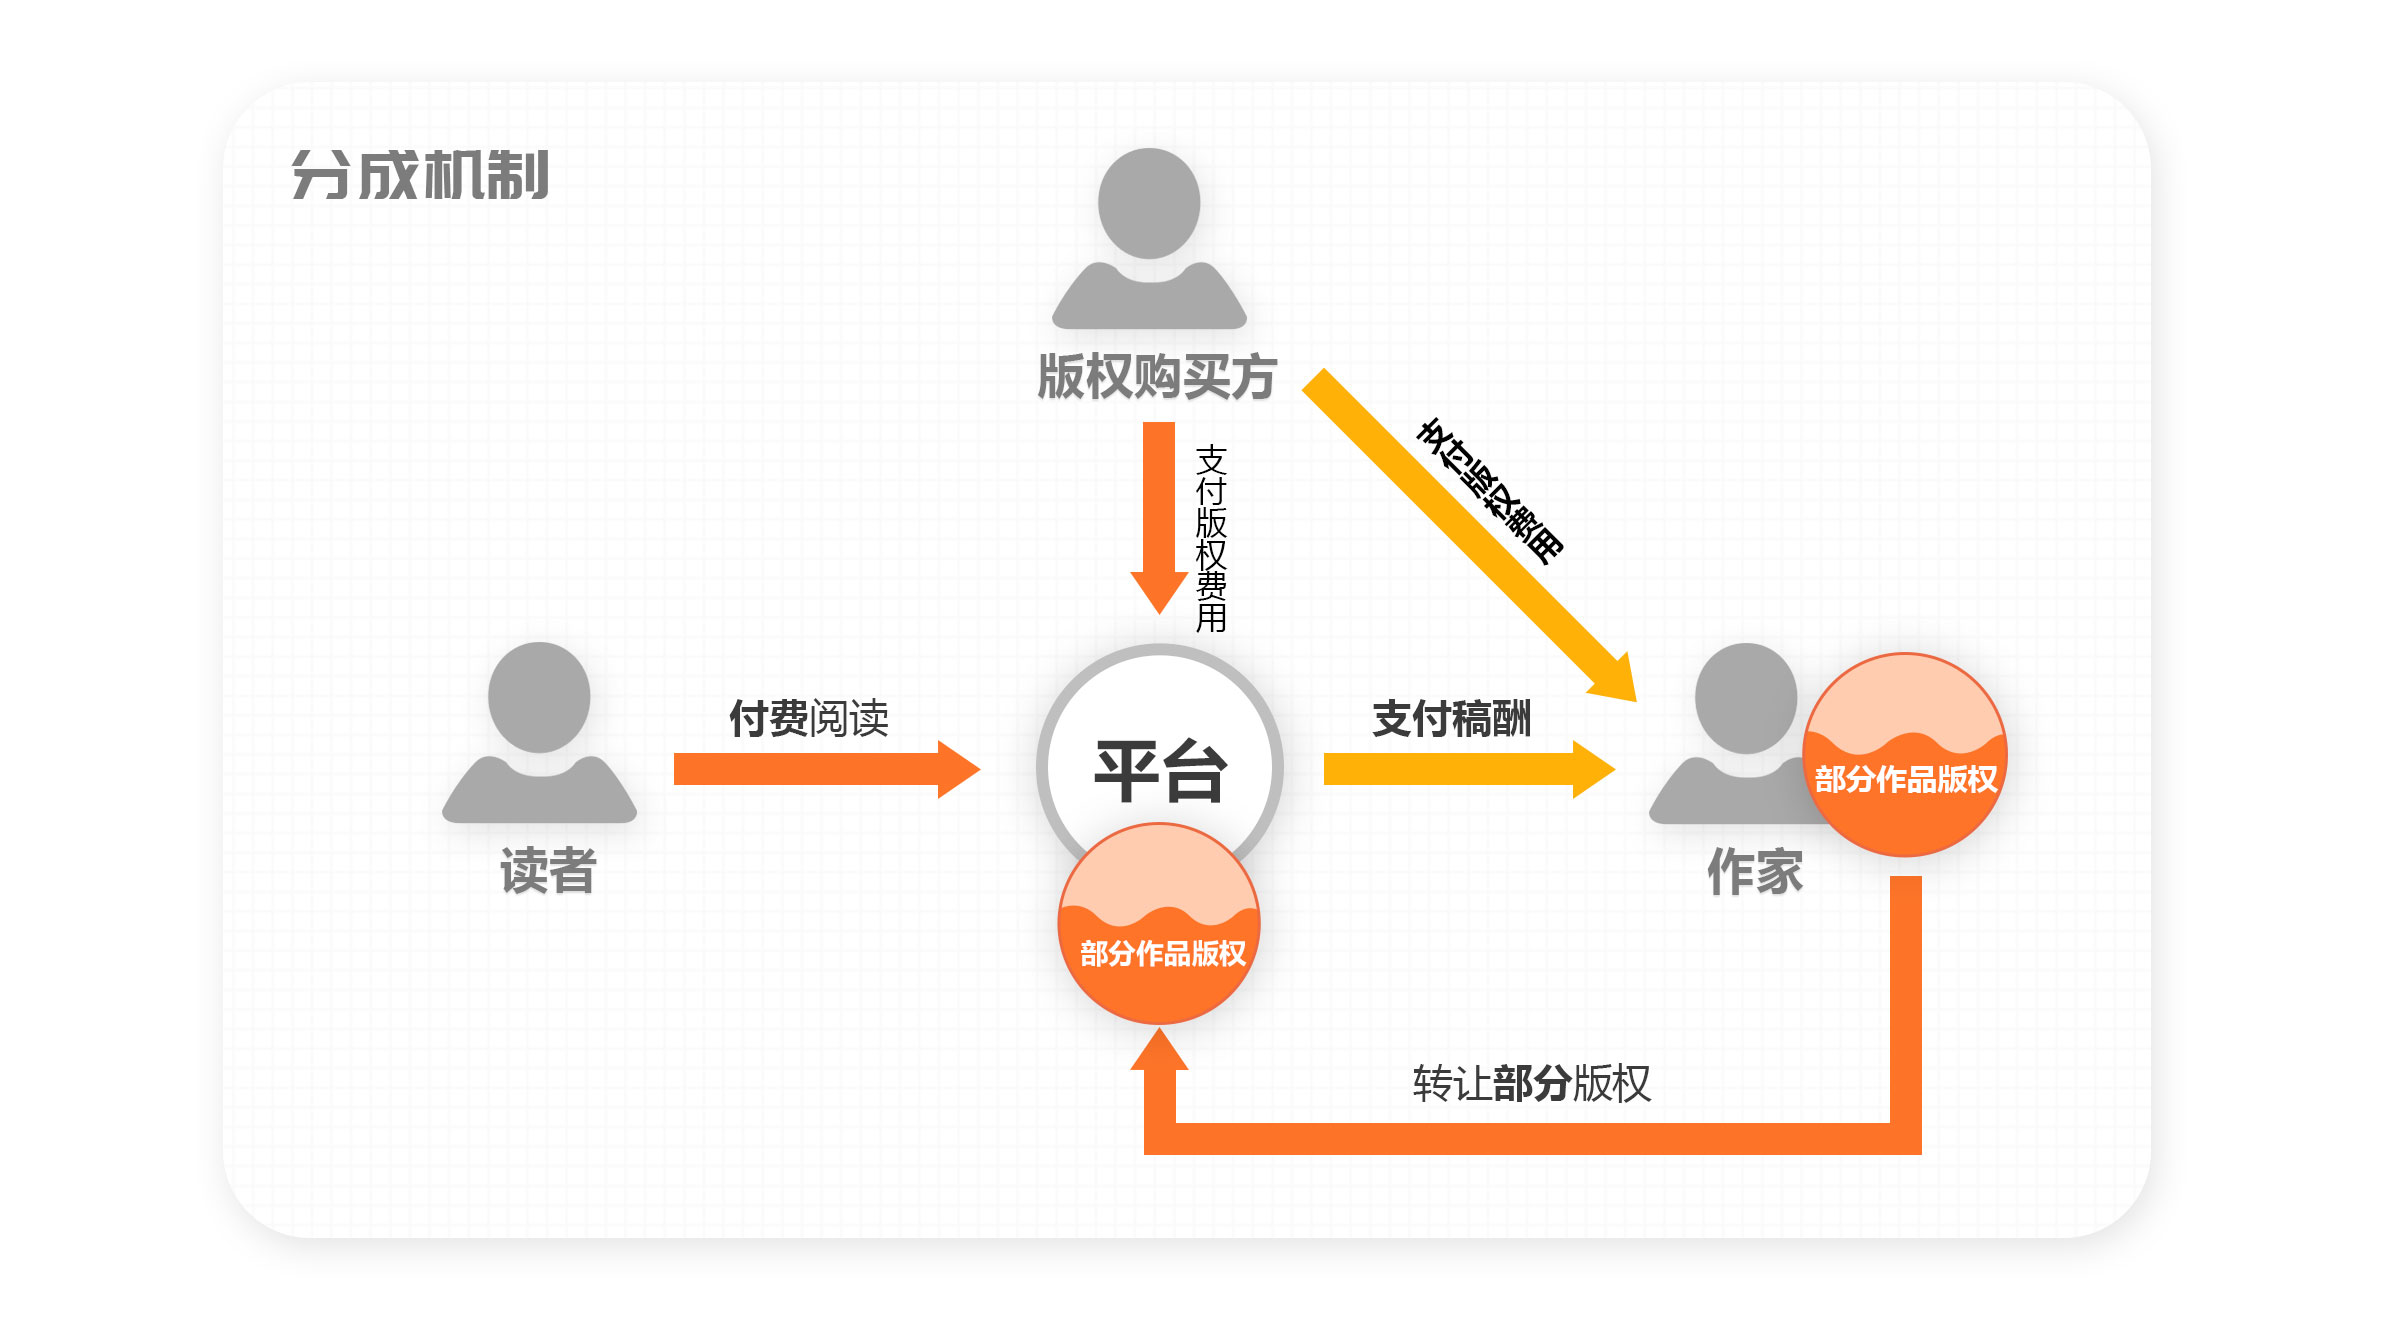 分成机制
版权购买方
支付版权费用
支付版权费用
付费阅读
支付稿酬
平台
部分作品版权
读者
作家
部分作品版权
转让部分版权